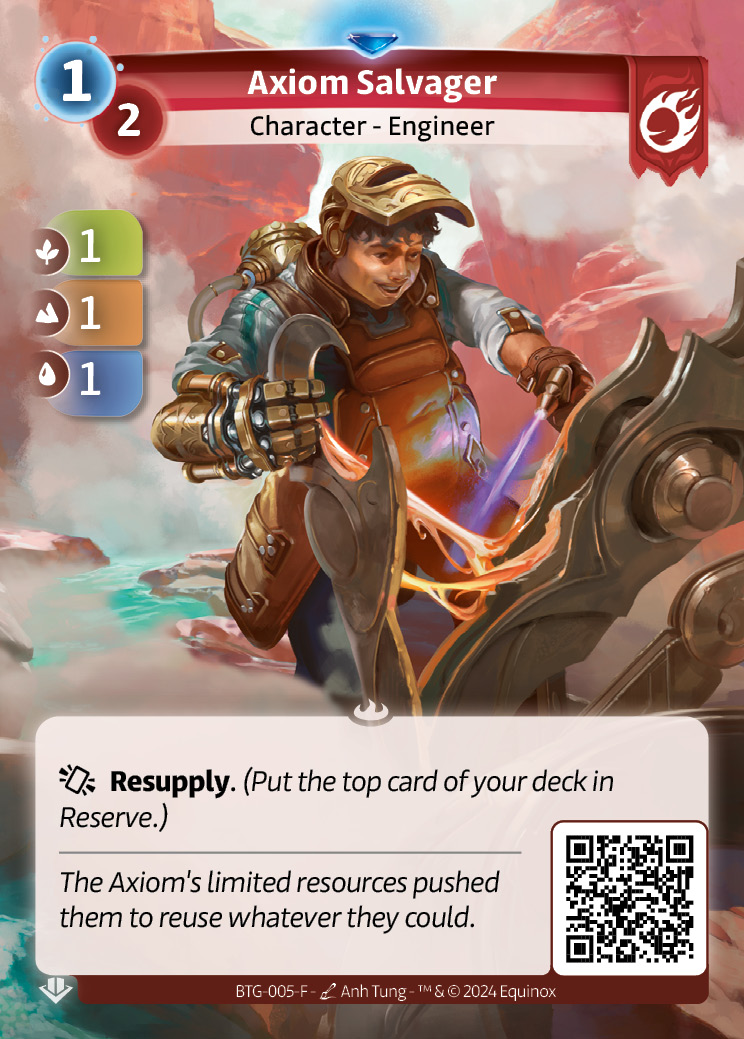 1
Axiom Salvager
2
Character - Engineer
1
1
1
Resupply. (Put the top card of your deck in
Reserve.)
The Axiom's limited resources pushed
them to reuse whatever they could.
BTG-005-F - Anh Tung - ™ & © 2024 Equinox